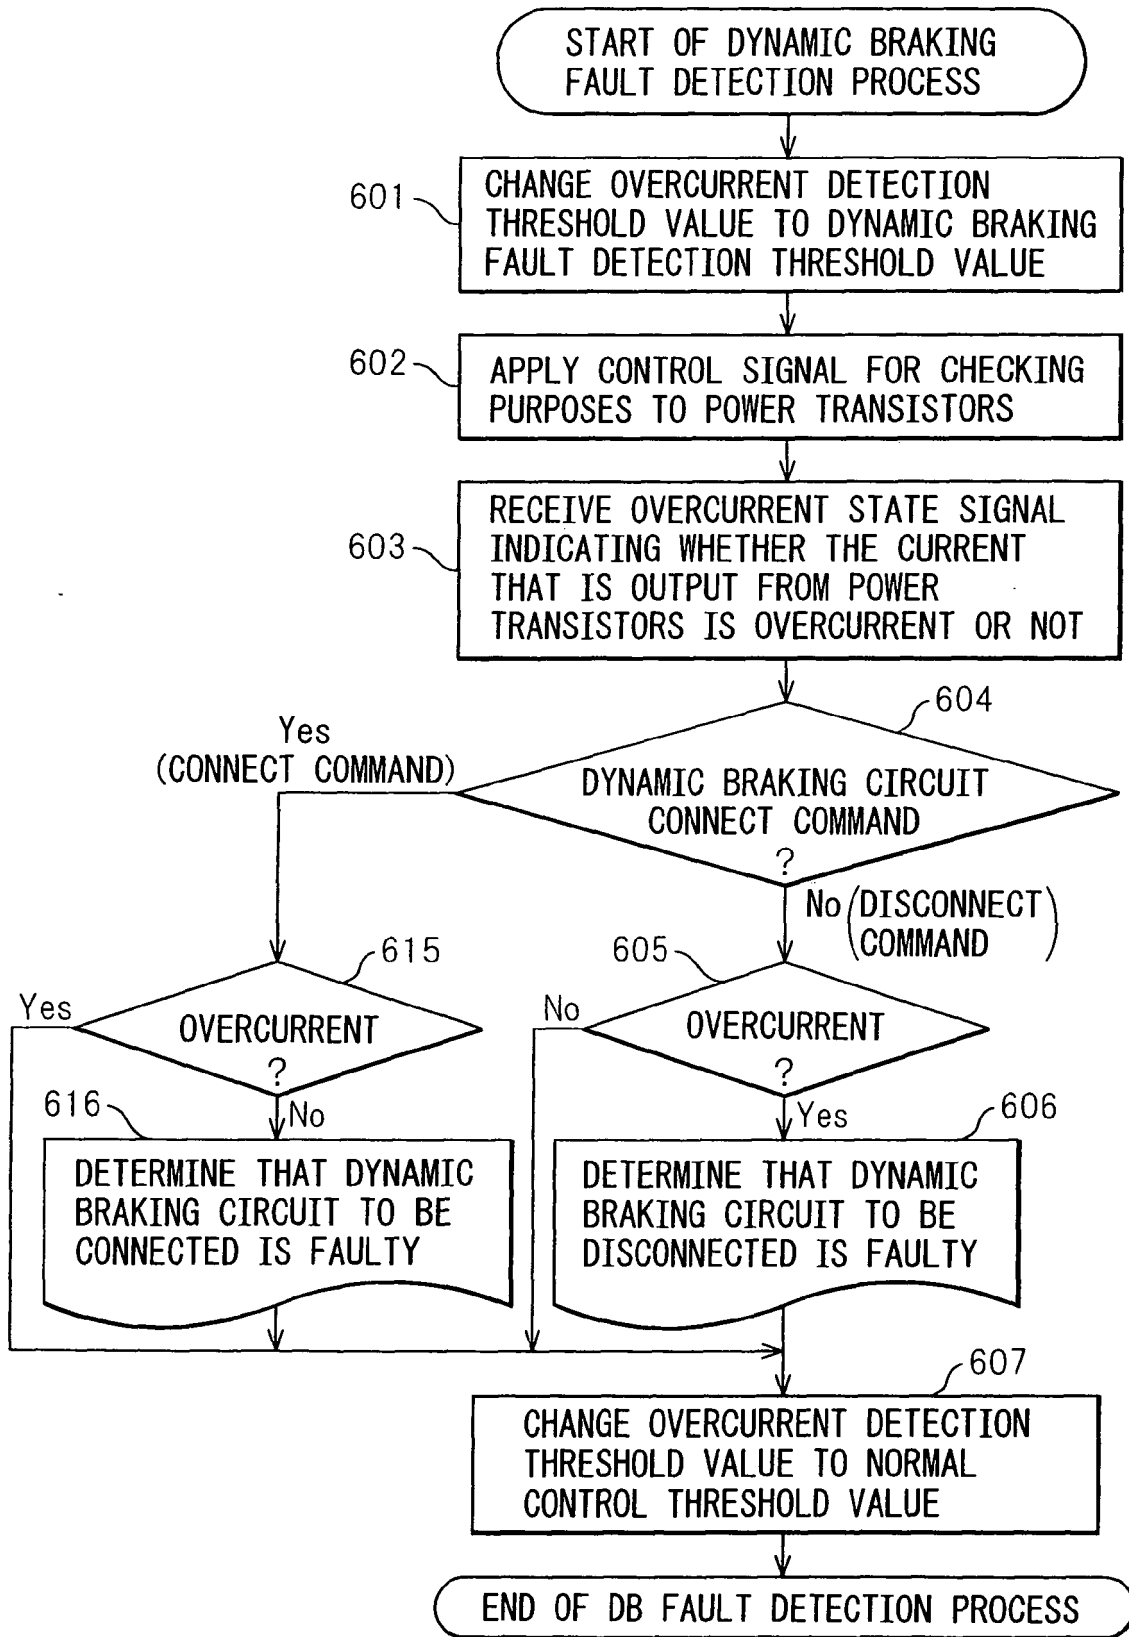 START OF DYNAMIC BRAKING
FAULT DETECTION PROCESS
601
CHANGE OVERCURRENT DETECTION
THRESHOLD VALUE TO DYNAMIC BRAKING
FAULT DETECTION THRESHOLD VALUE
602
APPLY CONTROL SIGNAL FOR CHECKING
PURPOSES TO POWER TRANSISTORS
603
RECEIVE OVERCURRENT STATE SIGNAL
INDICATING WHETHER THE CURRENT
THAT IS OUTPUT FROM POWER
TRANSISTORS IS OVERCURRENT OR NOT
604
Yes
(CONNECT COMMAND)
DYNAMIC BRAKING CIRCUIT
CONNECT COMMAND
?
No (DISCONNECT
COMMAND)
615
Yes
OVERCURRENT
?
No
605
No
OVERCURRENT
?
Yes
616
DETERMINE THAT DYNAMIC
BRAKING CIRCUIT TO BE
CONNECTED IS FAULTY
606
DETERMINE THAT DYNAMIC
BRAKING CIRCUIT TO BE
DISCONNECTED IS FAULTY
607
CHANGE OVERCURRENT DETECTION
THRESHOLD VALUE TO NORMAL
CONTROL THRESHOLD VALUE
END OF DB FAULT DETECTION PROCESS